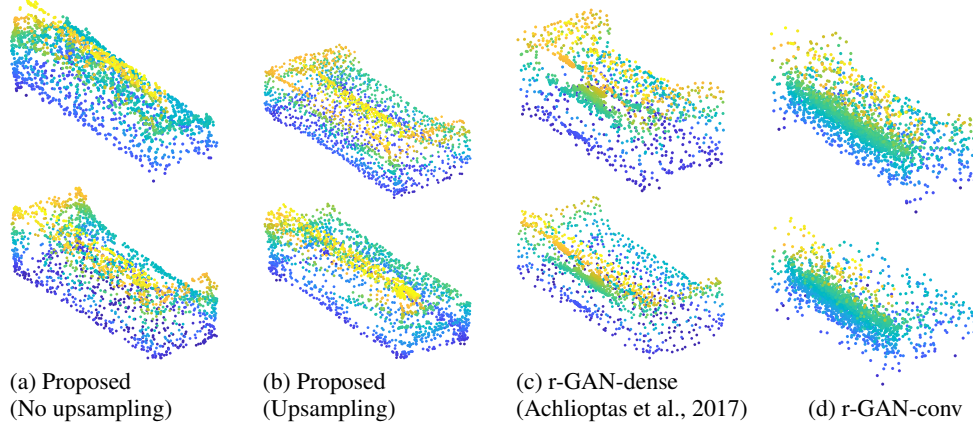 (a) Proposed
(No upsampling)
(b) Proposed
(Upsampling)
(c) r-GAN-dense
(Achlioptas et al., 2017)
(d) r-GAN-conv